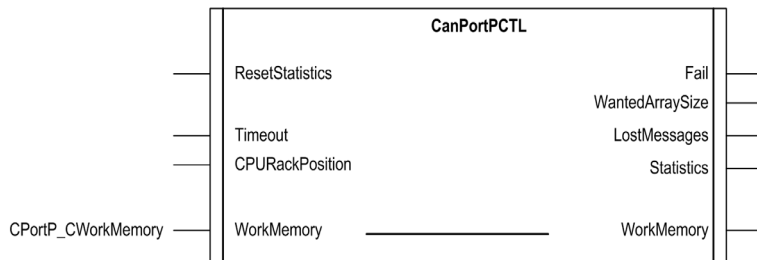 CanPortPCTL
ResetStatistics Fail
WantedArraySize
Timeout LostMessages
CPURackPosition Statistics
CPortP_CWorkMemory WorkMemory WorkMemory